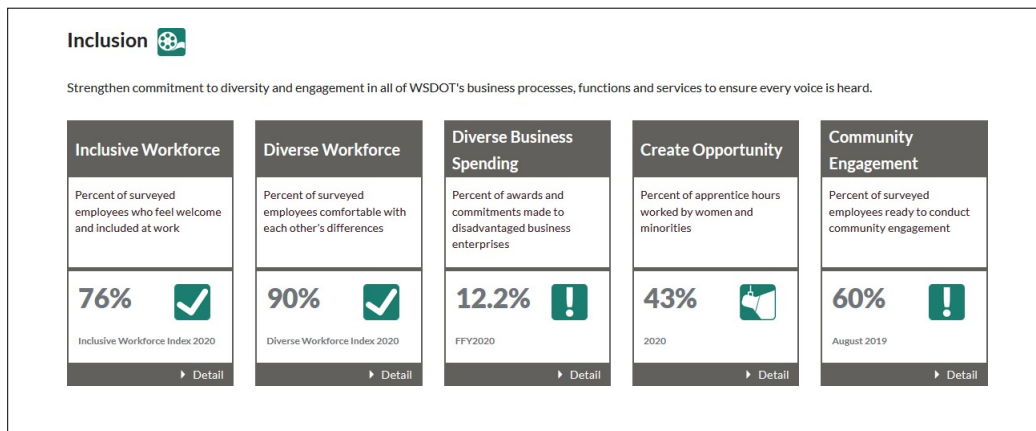 Inclusion
Strengthen commitment to diversity and engagement in all of WSDOT's business processes, functions and services to ensure every voice is heard.
Inclusive Workforce
Percent of surveyed
employees who feel welcome
and included at work
76%
Inclusive Workforce Index 2020
Detail
Diverse Workforce
Percent of surveyed
employees comfortable with
each other's differences
90%
Diverse Workforce Index 2020
Detail
Diverse Business
Spending
Percent of awards and
commitments made to
disadvantaged business
enterprises
12.2%
FFY2020
Detail
Create Opportunity
Percent of apprentice hours
worked by women and
minorities
43%
2020
Detail
Community
Engagement
Percent of surveyed
employees ready to conduct
community engagement
60%
August 2019
Detail